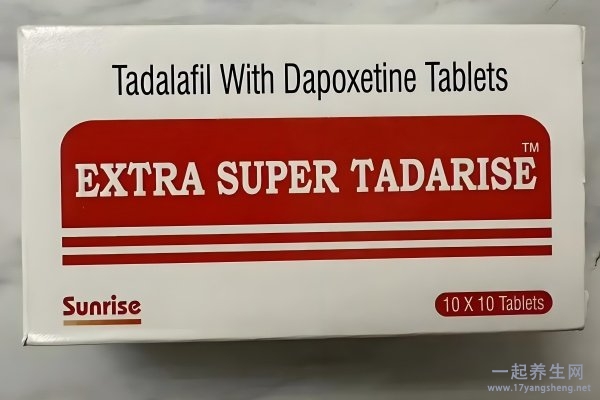 Tadalafil With Dapoxetine Tablets
EXTRA SUPER TADARISE™
Sunrise
10 X 10 Tablets
一起养生网
www.17yangsheng.net